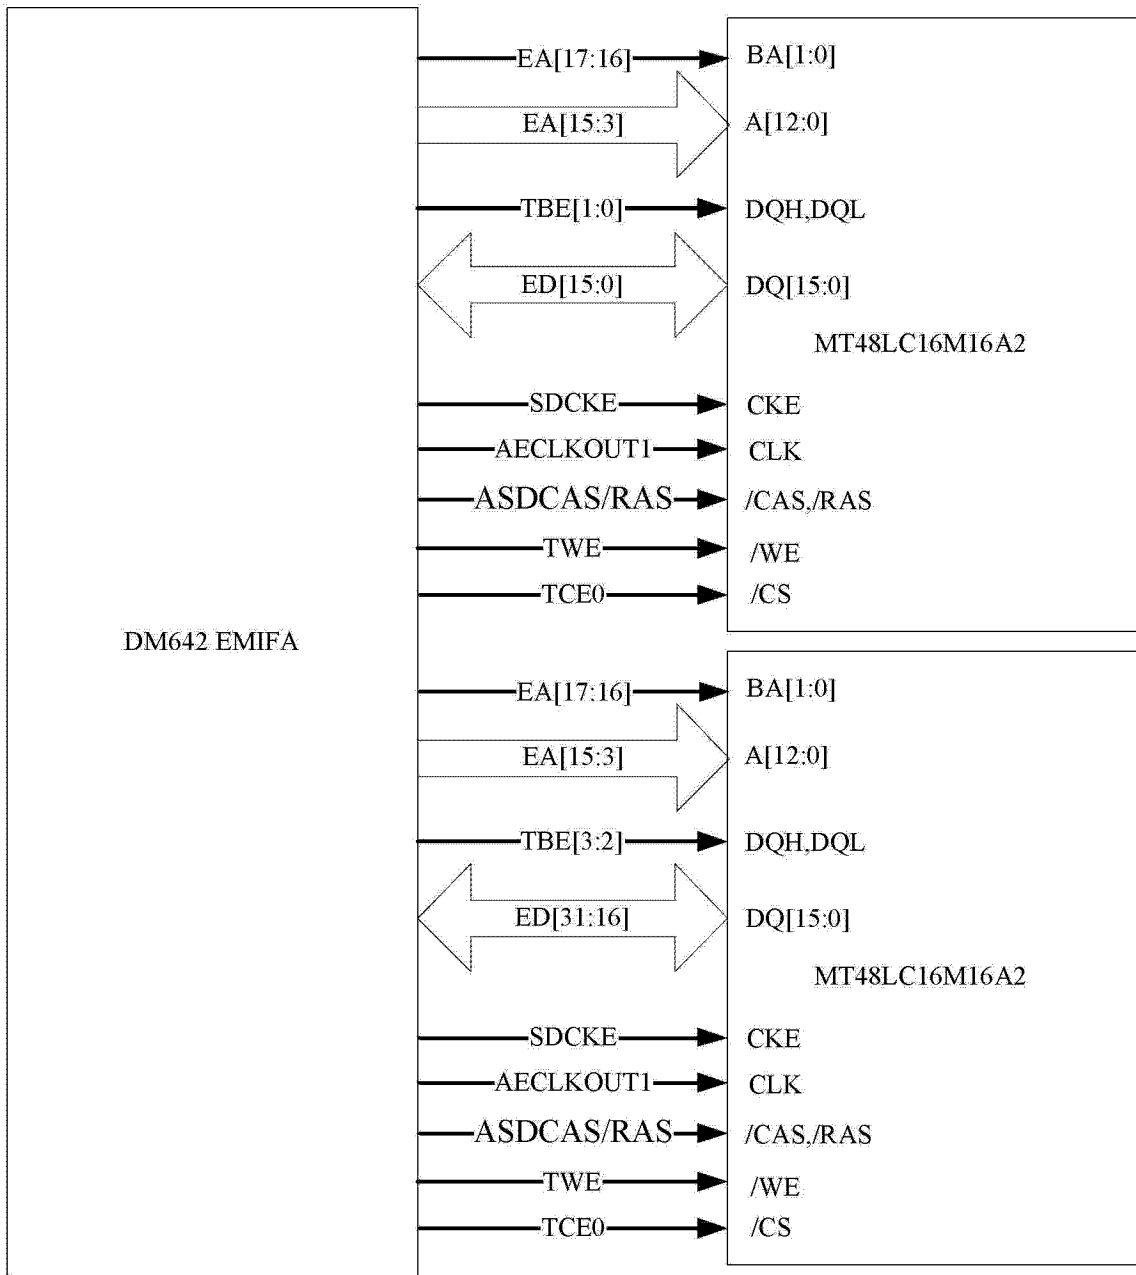 EA[17:16] BA[1:0]
EA[15:3] A[12:0]
TBE[1:0] DQH,DQL
ED[15:0] DQ[15:0]
MT48LC16M16A2
SDCKE CKE
AECLKOUT1 CLK
ASDCAS/RAS /CAS,/RAS
TWE /WE
TCE0 /CS
DM642 EMIFA
EA[17:16] BA[1:0]
EA[15:3] A[12:0]
TBE[3:2] DQH,DQL
ED[31:16] DQ[15:0]
MT48LC16M16A2
SDCKE CKE
AECLKOUT1 CLK
ASDCAS/RAS /CAS,/RAS
TWE /WE
TCE0 /CS